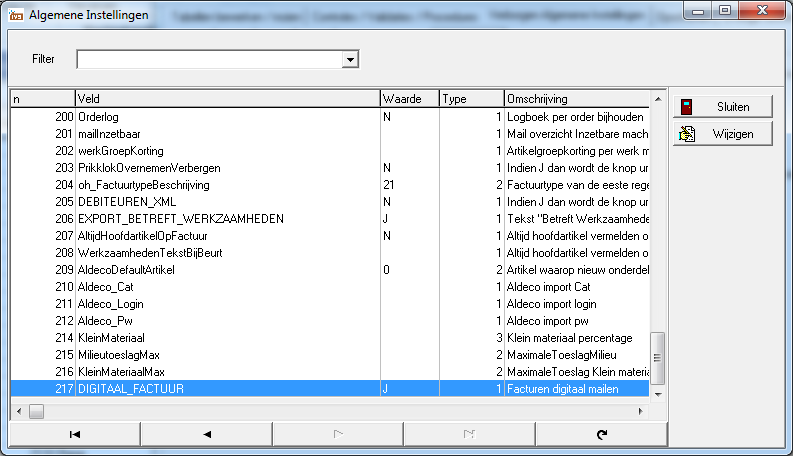 Algemene Instellingen
Filter
n Veld Waarde Type Omschrijving
200 Orderlog N 1 Logboek per order bijhouden
201 mailInzetbaar 1 Mail overzicht Inzetbare mach
202 werkGroepKorting 1 Artikelgroepkorting per werk m
203 PrikklokOvernemenVerbergen N 1 Indien J dan wordt de knop ur
204 oh_FactuurtypeBeschrijving 21 2 Factuurtype van de eeste rege
205 DEBITEUREN_XML N 1 Indien J dan wordt de knop ur
206 EXPORT_BETREFT_WERKZAAMHEDEN J 1 Tekst "Betreft Werkzaamhede
207 AltijdHoofdartikelOpFactuur N 1 Altijd hoofdartikel vermelden o
208 WerkzaamhedenTekstBijBeurt 1 Altijd hoofdartikel vermelden o
209 AldecoDefaultArtikel 0 2 Artikel waarop nieuw onderdel
210 Aldeco_Cat 1 Aldeco import Cat
211 Aldeco_Login 1 Aldeco import login
212 Aldeco_Pw 1 Aldeco import pw
214 KleinMateriaal 3 Klein materiaal percentage
215 MilieutoeslagMax 2 MaximaleToeslagMilieu
216 KleinMateriaalMax 2 MaximaleToeslag Klein materia
217 DIGITAAL_FACTUUR J 1 Facturen digitaal mailen
Sluiten
Wijzigen